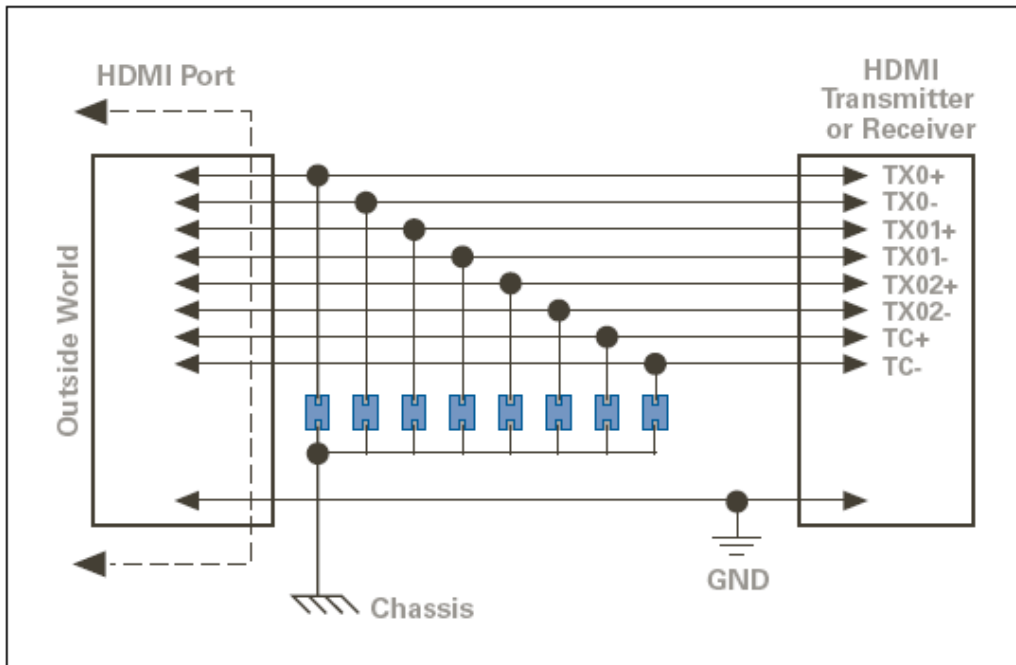 HDMI Port
HDMI
Transmitter
or Receiver
Outside World
TX0+
TX0-
TX01+
TX01-
TX02+
TX02-
TC+
TC-
GND
Chassis